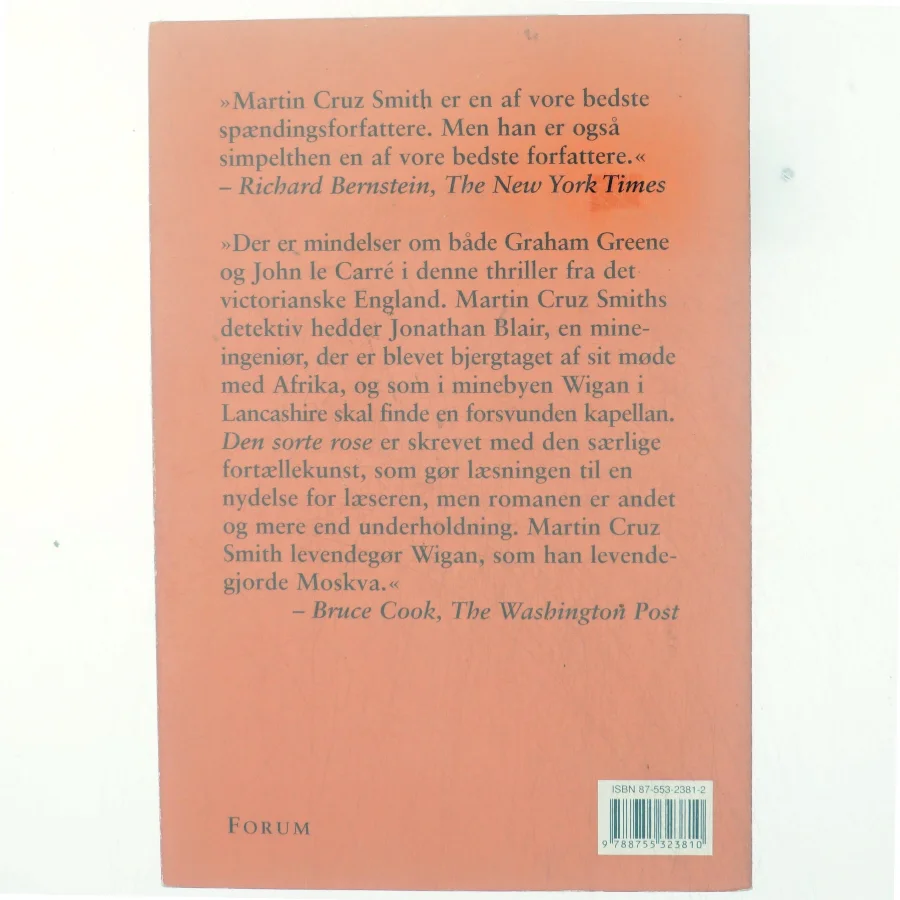 »Martin Cruz Smith er en af vore bedste
spændingsforfattere. Men han er også
simpelthen en af vore bedste forfattere.«
– Richard Bernstein, The New York Times
»Der er mindelser om både Graham Greene
og John le Carré i denne thriller fra det
victorianske England. Martin Cruz Smiths
detektiv hedder Jonathan Blair, en mine-
ingeniør, der er blevet bjergtaget af sit møde
med Afrika, og som i minebyen Wigan i
Lancashire skal finde en forsvunden kapellan.
Den sorte rose er skrevet med den særlige
fortællekunst, som gør læsningen til en
nydelse for læseren, men romanen er andet
og mere end underholdning. Martin Cruz
Smith levendegør Wigan, som han levende-
gjorde Moskva.«
– Bruce Cook, The Washington Post
ISBN 87-553-2381-2
9 788755 323810
FORUM